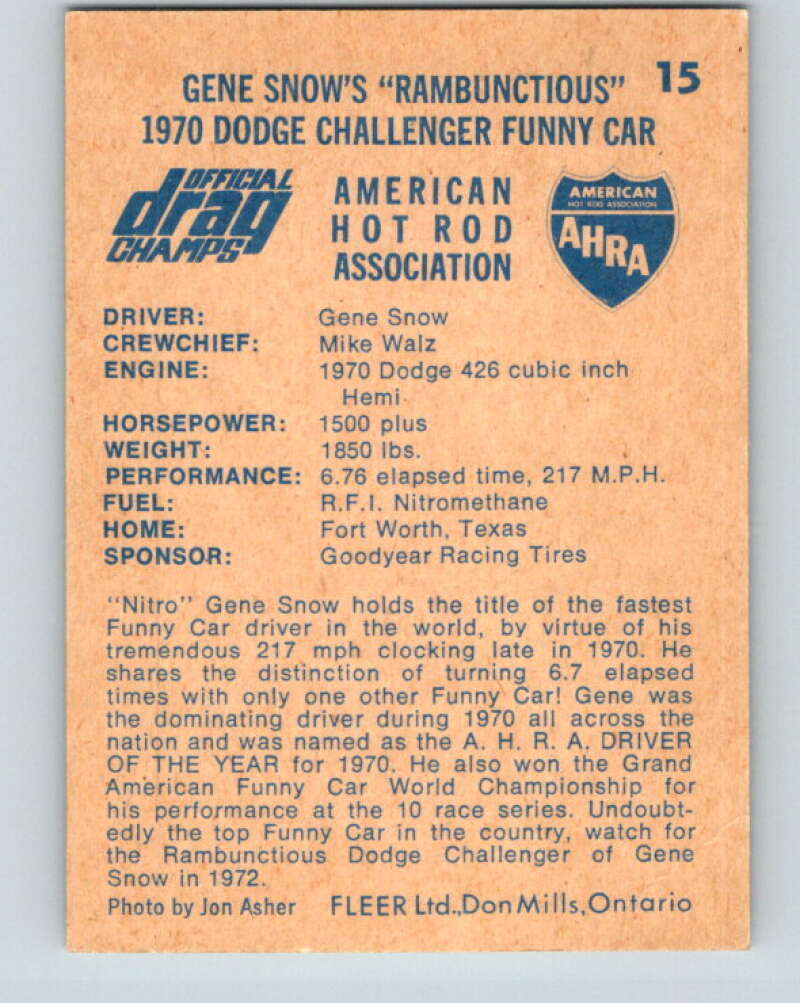 GENE SNOW'S "RAMBUNCTIOUS" 15
1970 DODGE CHALLENGER FUNNY CAR
OFFICIAL
drag
CHAMPS
AMERICAN
HOT ROD
ASSOCIATION
AMERICAN
HOT ROD ASSOCIATION
AHRA
DRIVER: Gene Snow
CREWCHIEF: Mike Walz
ENGINE: 1970 Dodge 426 cubic inch
Hemi
HORSEPOWER: 1500 plus
WEIGHT: 1850 lbs.
PERFORMANCE: 6.76 elapsed time, 217 M.P.H.
FUEL: R.F.I. Nitromethane
HOME: Fort Worth, Texas
SPONSOR: Goodyear Racing Tires
"Nitro" Gene Snow holds the title of the fastest
Funny Car driver in the world, by virtue of his
tremendous 217 mph clocking late in 1970. He
shares the distinction of turning 6.7 elapsed
times with only one other Funny Car! Gene was
the dominating driver during 1970 all across the
nation and was named as the A. H. R. A. DRIVER
OF THE YEAR for 1970. He also won the Grand
American Funny Car World Championship for
his performance at the 10 race series. Undoubt-
edly the top Funny Car in the country, watch for
the Rambunctious Dodge Challenger of Gene
Snow in 1972.
Photo by Jon Asher FLEER Ltd., Don Mills, Ontario